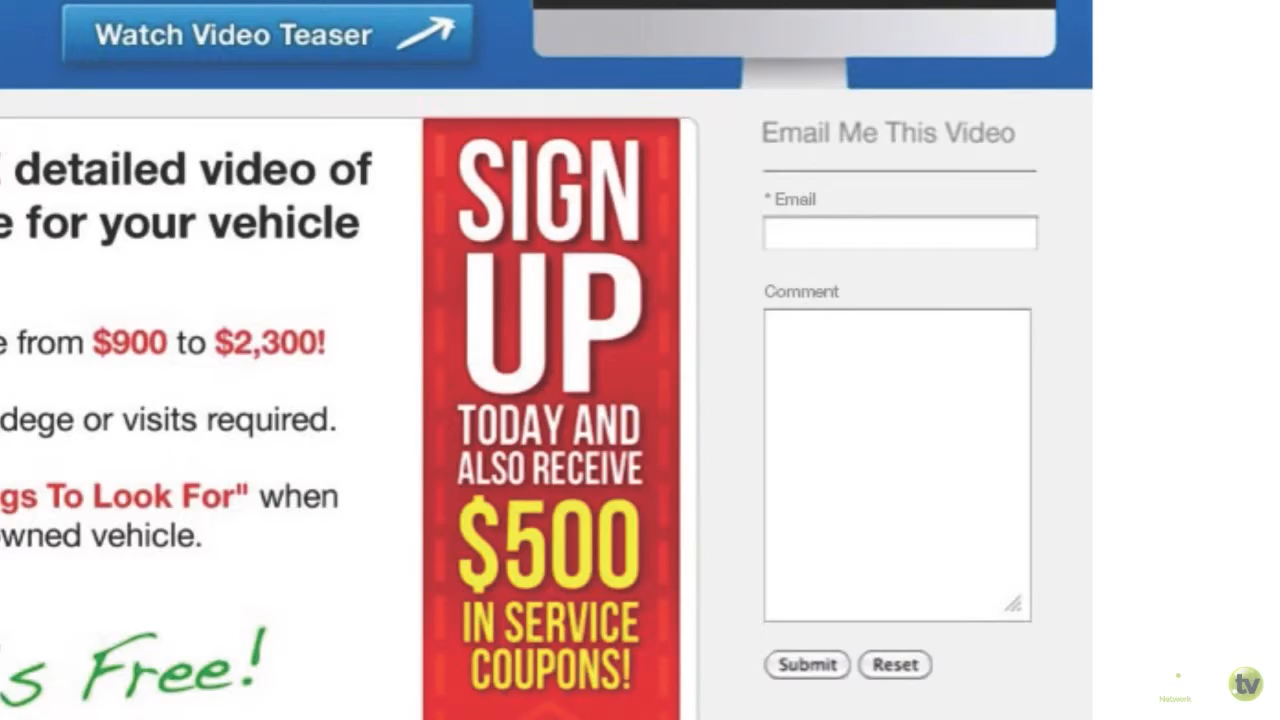 Watch Video Teaser
detailed video of
for your vehicle
from $900 to $2,300!
dege or visits required.
gs To Look For" when
wned vehicle.
s Free!
SIGN
UP
TODAY AND
ALSO RECEIVE
$500
IN SERVICE
COUPONS!
Email Me This Video
* Email
Comment
Submit Reset
Network
.tv